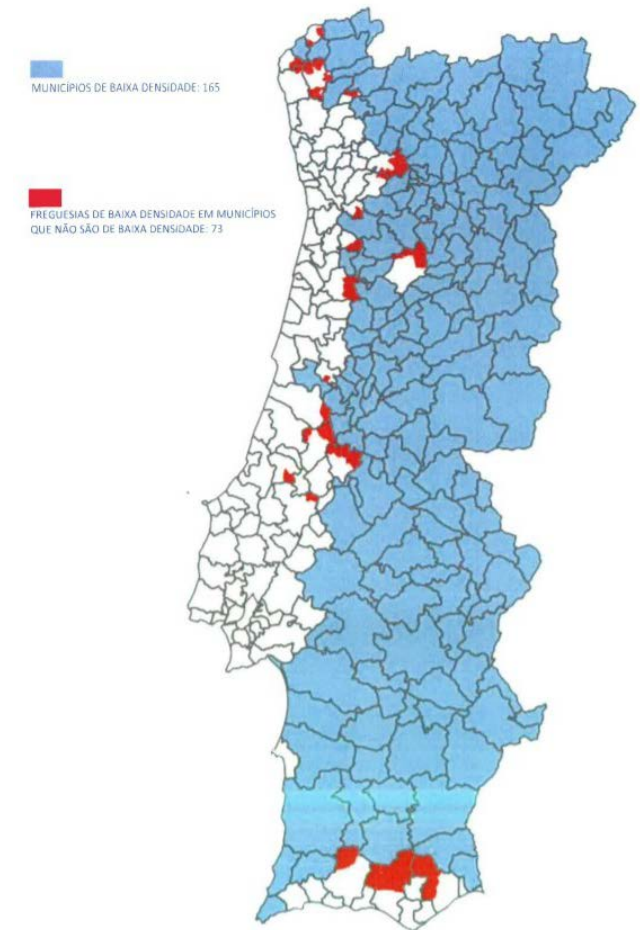 MUNICÍPIOS DE BAIXA DENSIDADE: 165
FREGUESIAS DE BAIXA DENSIDADE EM MUNICÍPIOS
QUE NÃO SÃO DE BAIXA DENSIDADE: 73